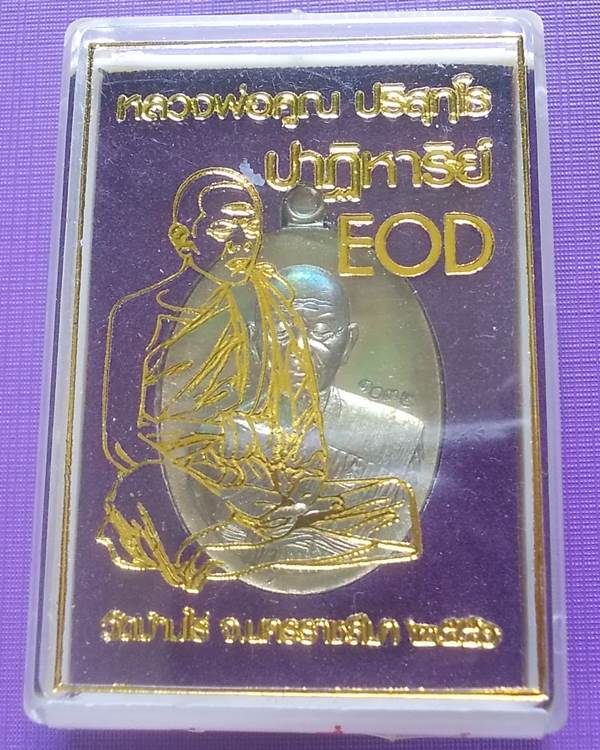 หลวงพ่อคูณ ปริสุทฺโธ
ปาฏิหาริย์
EOD
วัดบ้านไร่ จ.นครราชสีมา ๒๕๕๖